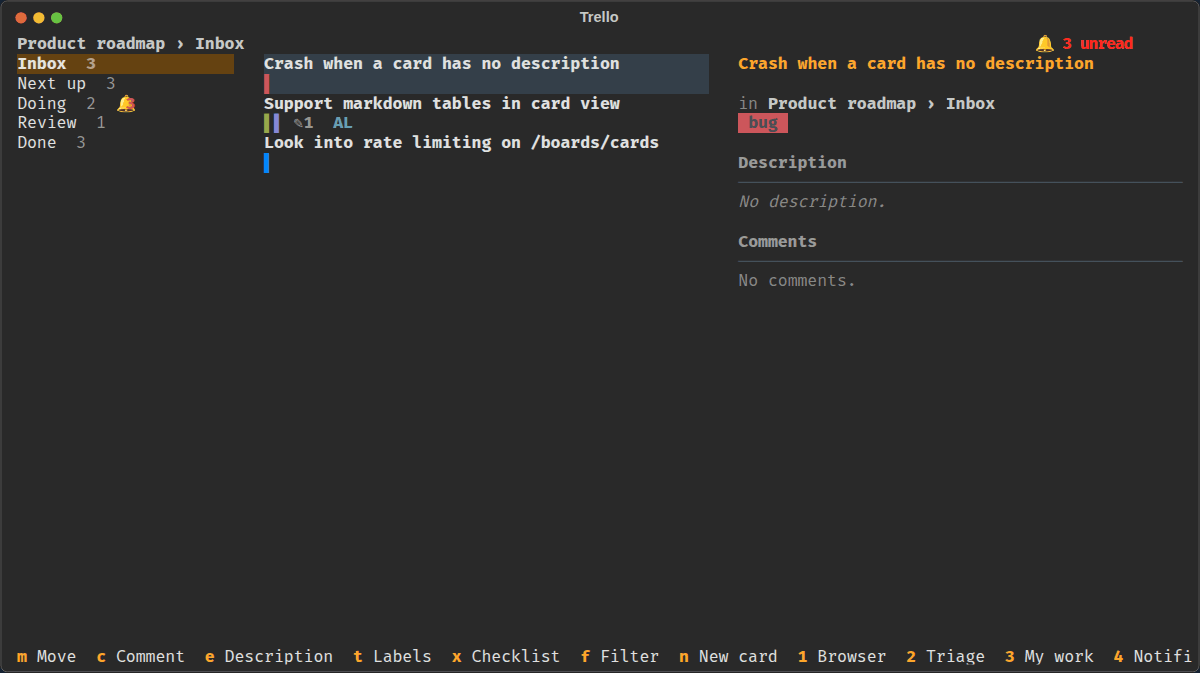 Trello
Product roadmap › Inbox
🔔 3 unread
Inbox 3
Next up 3
Doing 2 🔔
Review 1
Done 3
Crash when a card has no description
Support markdown tables in card view
✎1 AL
Look into rate limiting on /boards/cards
Crash when a card has no description
in Product roadmap › Inbox
bug
Description
No description.
Comments
No comments.
m Move c Comment e Description t Labels x Checklist f Filter n New card 1 Browser 2 Triage 3 My work 4 Notifi